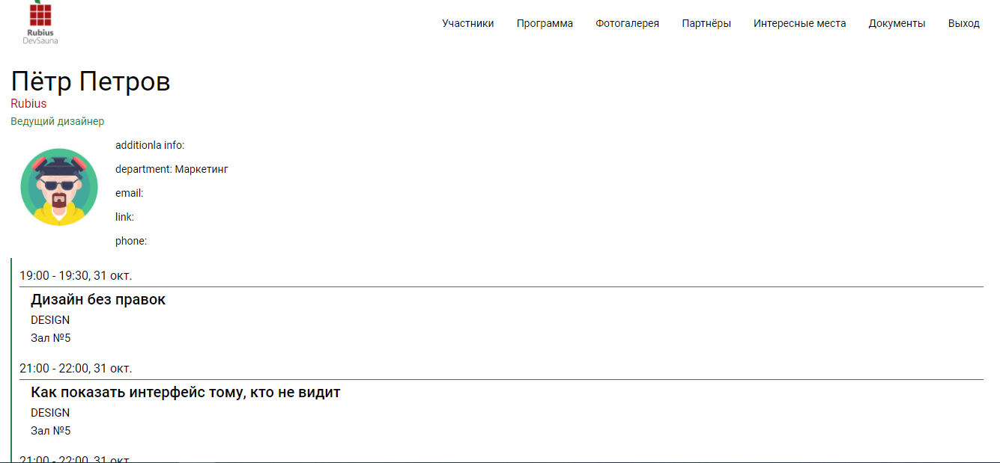 Rubius
DevSauna
Участники Программа Фотогалерея Партнёры Интересные места Документы Выход
Пётр Петров
Rubius
Ведущий дизайнер
additionla info:
department: Маркетинг
email:
link:
phone:
19:00 - 19:30, 31 окт.
Дизайн без правок
DESIGN
Зал №5
21:00 - 22:00, 31 окт.
Как показать интерфейс тому, кто не видит
DESIGN
Зал №5
21:00 - 22:00, 31 окт.